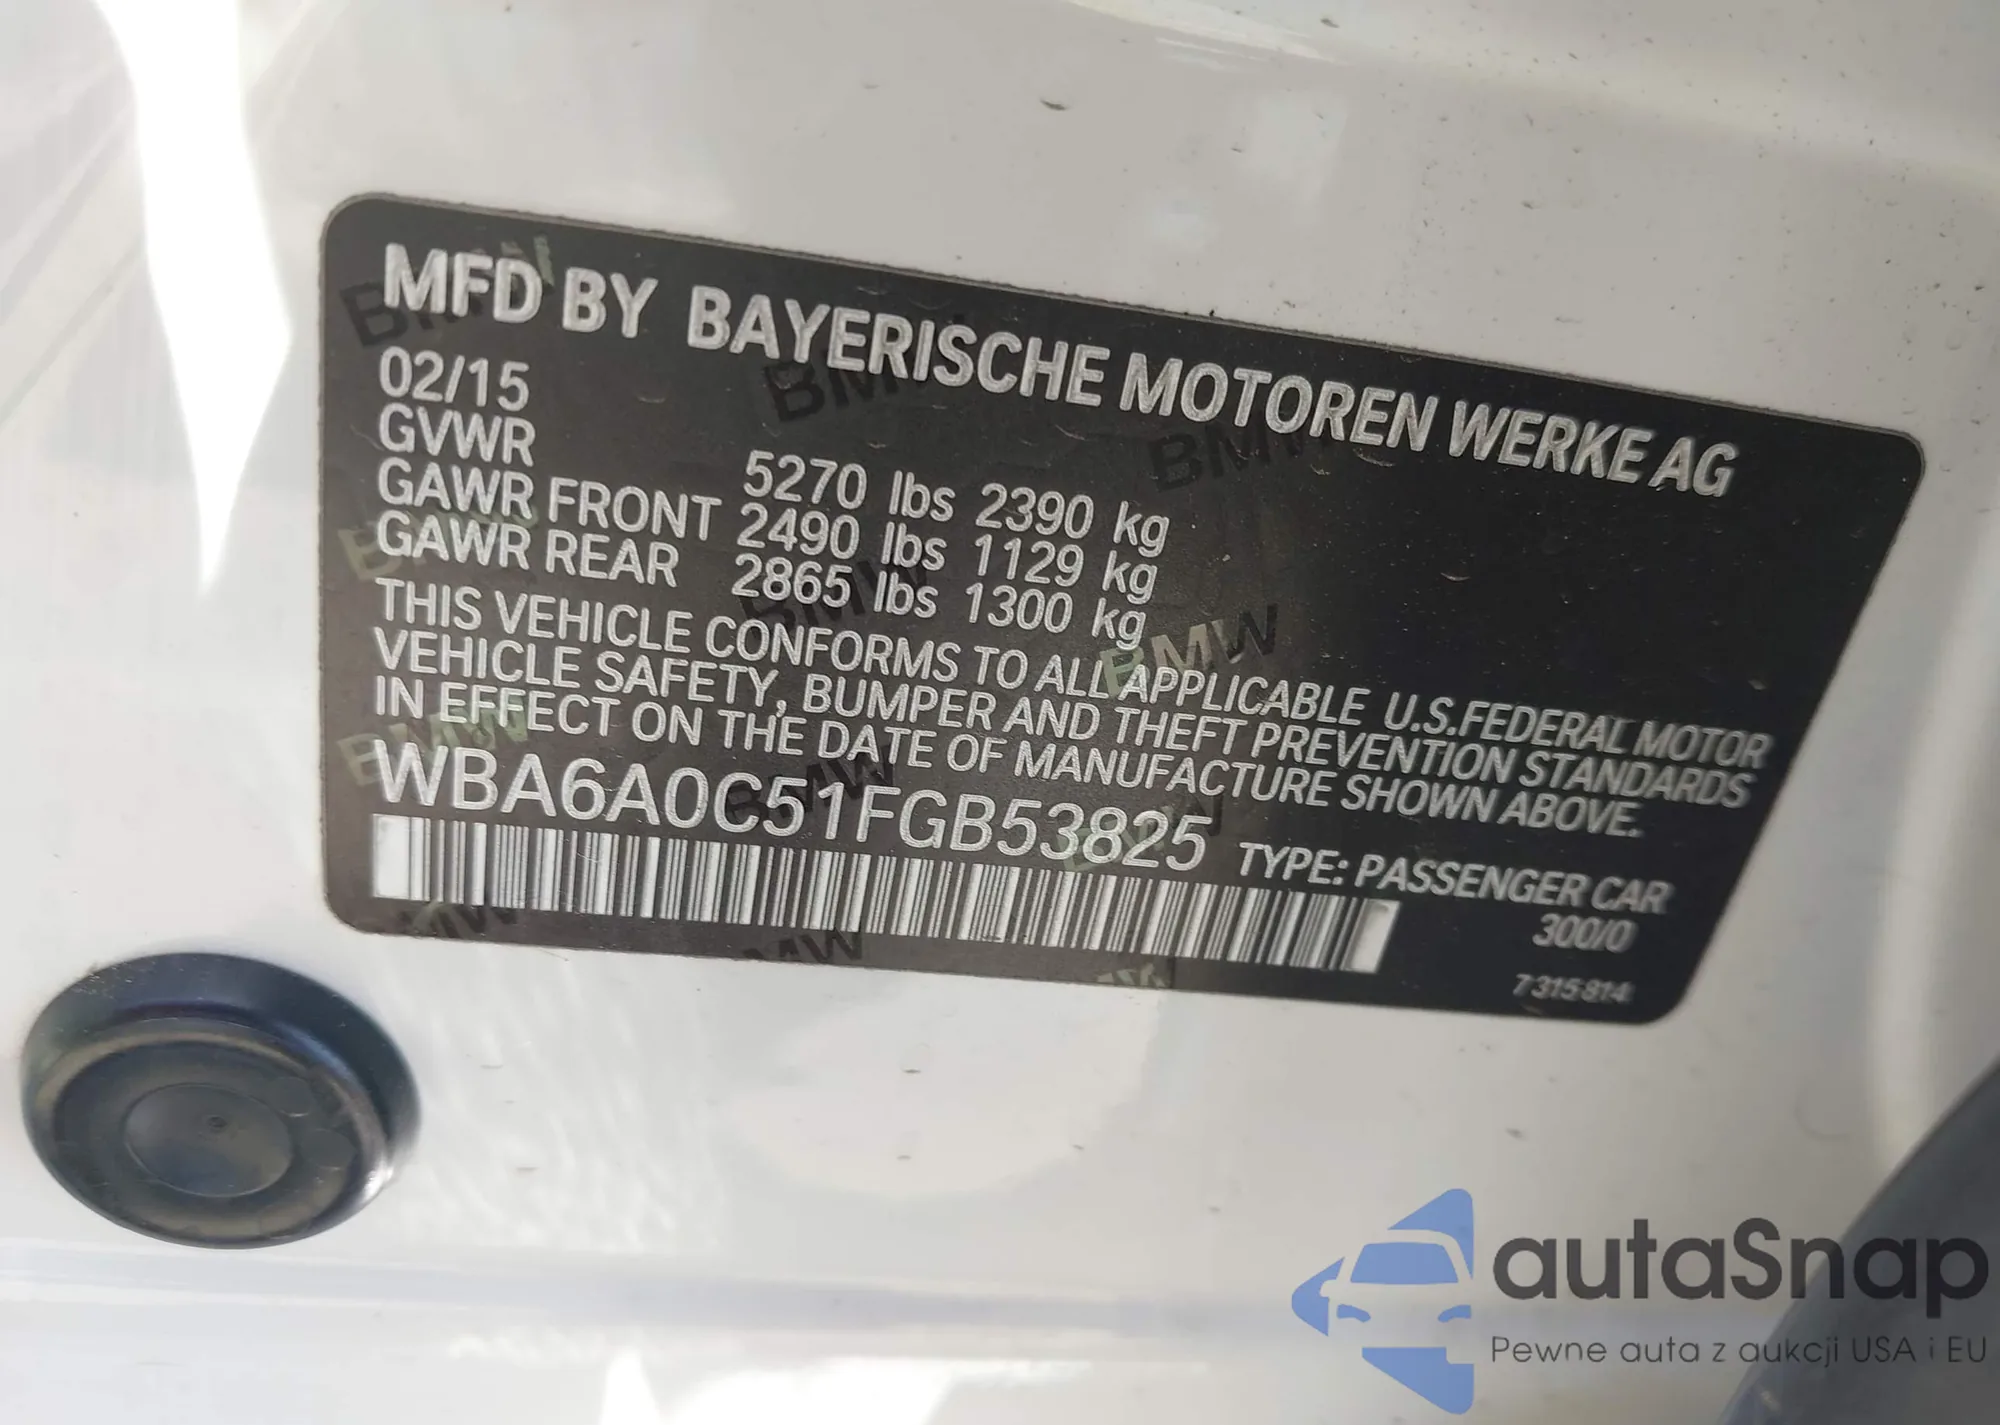 MFD BY BAYERISCHE MOTOREN WERKE AG
02/15
GVWR 5270 lbs 2390 kg
GAWR FRONT 2490 lbs 1129 kg
GAWR REAR 2865 lbs 1300 kg
THIS VEHICLE CONFORMS TO ALL APPLICABLE U.S.FEDERAL MOTOR
VEHICLE SAFETY, BUMPER AND THEFT PREVENTION STANDARDS
IN EFFECT ON THE DATE OF MANUFACTURE SHOWN ABOVE.
WBA6A0C51FGB53825 TYPE: PASSENGER CAR
300/0
7 315 814
autaSnap
Pewne auta z aukcji USA i EU